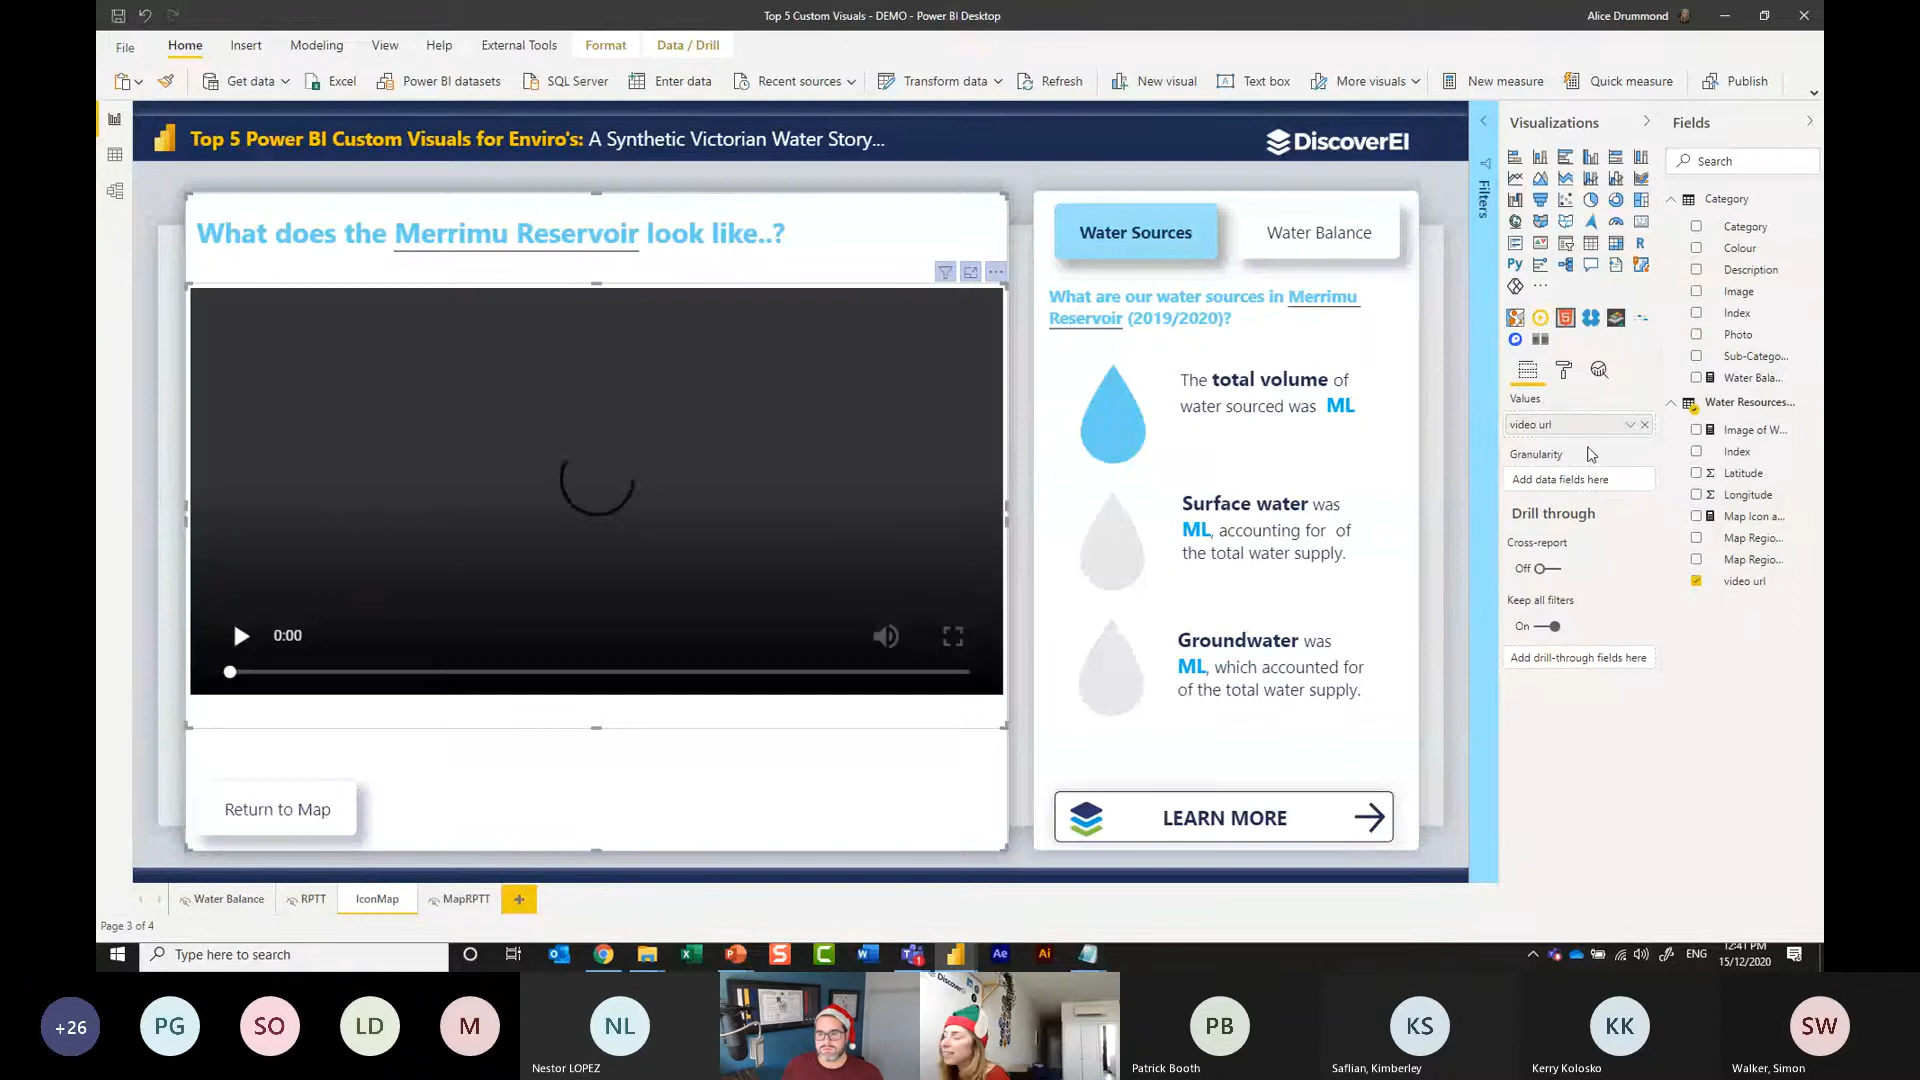 Top 5 Custom Visuals - DEMO - Power BI Desktop
Alice Drummond
File
Home
Insert
Modeling
View
Help
External Tools
Format
Data / Drill
Get data
Excel
Power BI datasets
SQL Server
Enter data
Recent sources
Transform data
Refresh
New visual
Text box
More visuals
New measure
Quick measure
Publish
Top 5 Power BI Custom Visuals for Enviro's: A Synthetic Victorian Water Story...
DiscoverEI
What does the Merrimu Reservoir look like..?
0:00
Return to Map
Water Sources
Water Balance
What are our water sources in Merrimu
Reservoir (2019/2020)?
The total volume of
water sourced was ML
Surface water was
ML, accounting for of
the total water supply.
Groundwater was
ML, which accounted for
of the total water supply.
LEARN MORE
Filters
Visualizations
R
Py
...
Values
video url
Granularity
Add data fields here
Drill through
Cross-report
Off
Keep all filters
On
Add drill-through fields here
Fields
Search
Category
Category
Colour
Description
Image
Index
Photo
Sub-Catego...
Water Bala...
Water Resources...
Image of W...
Index
Latitude
Longitude
Map Icon a...
Map Regio...
Map Regio...
video url
Water Balance
RPTT
IconMap
MapRPTT
+
Page 3 of 4
Type here to search
Ae
Ai
ENG
12:41 PM
15/12/2020
+26
PG
SO
LD
M
NL
Nestor LOPEZ
PB
Patrick Booth
KS
Saflian, Kimberley
KK
Kerry Kolosko
SW
Walker, Simon